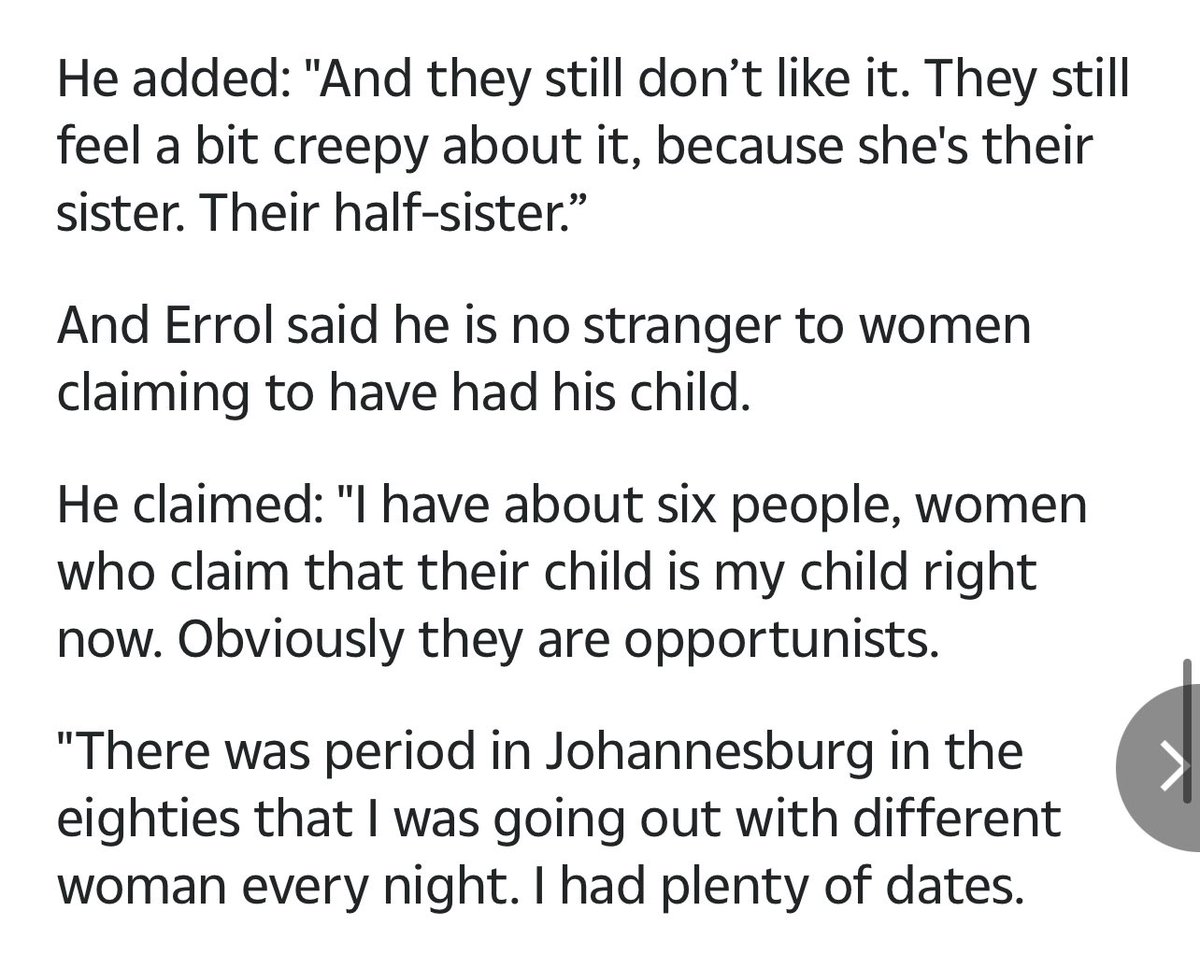 He added: "And they still don’t like it. They still
feel a bit creepy about it, because she's their
sister. Their half-sister.”
And Errol said he is no stranger to women
claiming to have had his child.
He claimed: "I have about six people, women
who claim that their child is my child right
now. Obviously they are opportunists.
"There was period in Johannesburg in the
eighties that I was going out with different
woman every night. I had plenty of dates.